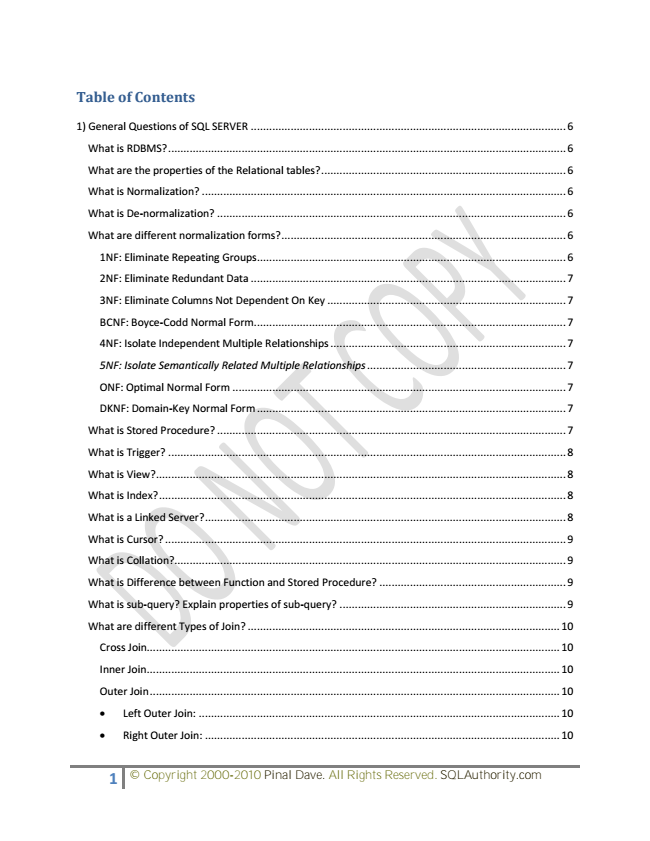 Table of Contents
1) General Questions of SQL SERVER ........ 6
What is RDBMS? ........ 6
What are the properties of the Relational tables? ........ 6
What is Normalization? ........ 6
What is De-normalization? ........ 6
What are different normalization forms? ........ 6
1NF: Eliminate Repeating Groups ........ 6
2NF: Eliminate Redundant Data ........ 7
3NF: Eliminate Columns Not Dependent On Key ........ 7
BCNF: Boyce-Codd Normal Form ........ 7
4NF: Isolate Independent Multiple Relationships ........ 7
5NF: Isolate Semantically Related Multiple Relationships ........ 7
ONF: Optimal Normal Form ........ 7
DKNF: Domain-Key Normal Form ........ 7
What is Stored Procedure? ........ 7
What is Trigger? ........ 8
What is View? ........ 8
What is Index? ........ 8
What is a Linked Server? ........ 8
What is Cursor? ........ 9
What is Collation? ........ 9
What is Difference between Function and Stored Procedure? ........ 9
What is sub-query? Explain properties of sub-query? ........ 9
What are different Types of Join? ........ 10
Cross Join ........ 10
Inner Join ........ 10
Outer Join ........ 10
• Left Outer Join: ........ 10
• Right Outer Join: ........ 10
DO NOT COPY
1 © Copyright 2000-2010 Pinal Dave. All Rights Reserved. SQLAuthority.com